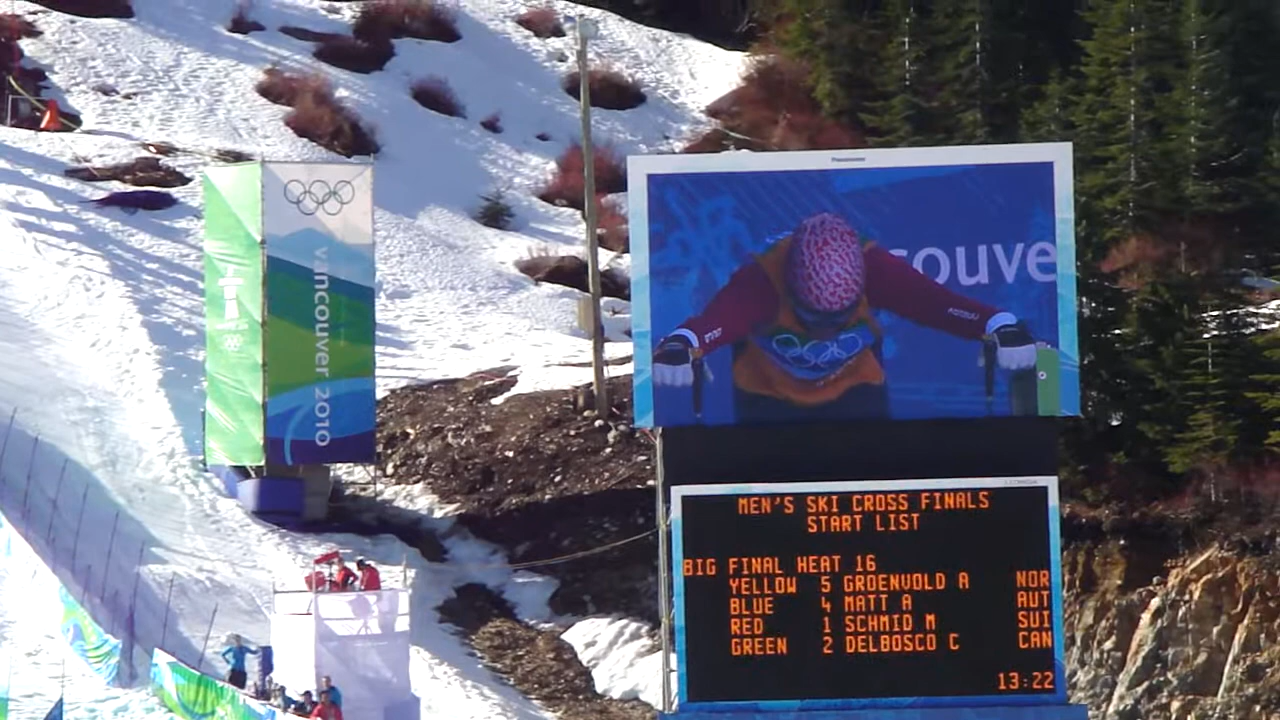 vancouver 2010
Panasonic
couve
MEN'S SKI CROSS FINALS
START LIST
BIG FINAL HEAT 16
YELLOW 5 GROENVOLD A NOR
BLUE 4 MATT A AUT
RED 1 SCHMID M SUI
GREEN 2 DELBOSCO C CAN
13:22